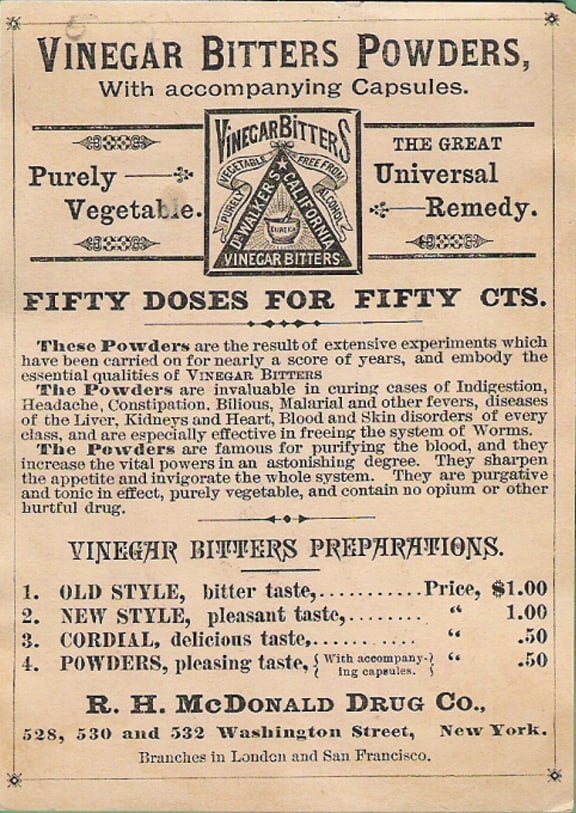 VINEGAR BITTERS POWDERS,
With accompanying Capsules.
Purely
Vegetable.
VINEGAR BITTERS
PURELY VEGETABLE FREE FROM ALCOHOL
DR. WALKER'S CALIFORNIA
EUREKA
VINEGAR BITTERS
THE GREAT
Universal
Remedy.
FIFTY DOSES FOR FIFTY CTS.
These Powders are the result of extensive experiments which
have been carried on for nearly a score of years, and embody the
essential qualities of VINEGAR BITTERS
The Powders are invaluable in curing cases of Indigestion,
Headache, Constipation, Bilious, Malarial and other fevers, diseases
of the Liver, Kidneys and Heart, Blood and Skin disorders of every
class, and are especially effective in freeing the system of Worms.
The Powders are famous for purifying the blood, and they
increase the vital powers in an astonishing degree. They sharpen
the appetite and invigorate the whole system. They are purgative
and tonic in effect, purely vegetable, and contain no opium or other
hurtful drug.
VINEGAR BITTERS PREPARATIONS.
1. OLD STYLE, bitter taste,...........Price, $1.00
2. NEW STYLE, pleasant taste,........ “ 1.00
3. CORDIAL, delicious taste,.......... “ .50
4. POWDERS, pleasing taste, { With accompany- } “ .50
ing capsules.
R. H. MCDONALD DRUG CO.,
528, 530 and 532 Washington Street, New York.
Branches in London and San Francisco.